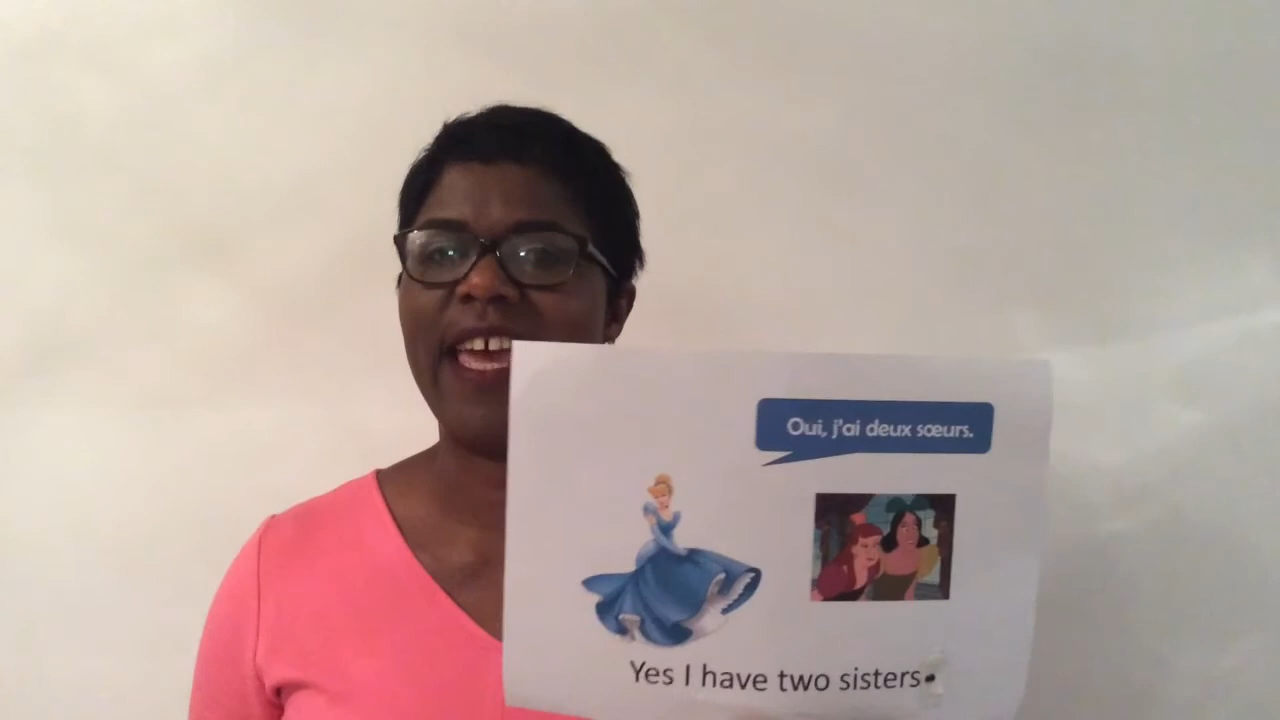 Oui, j'ai deux sœurs.
Yes I have two sisters.